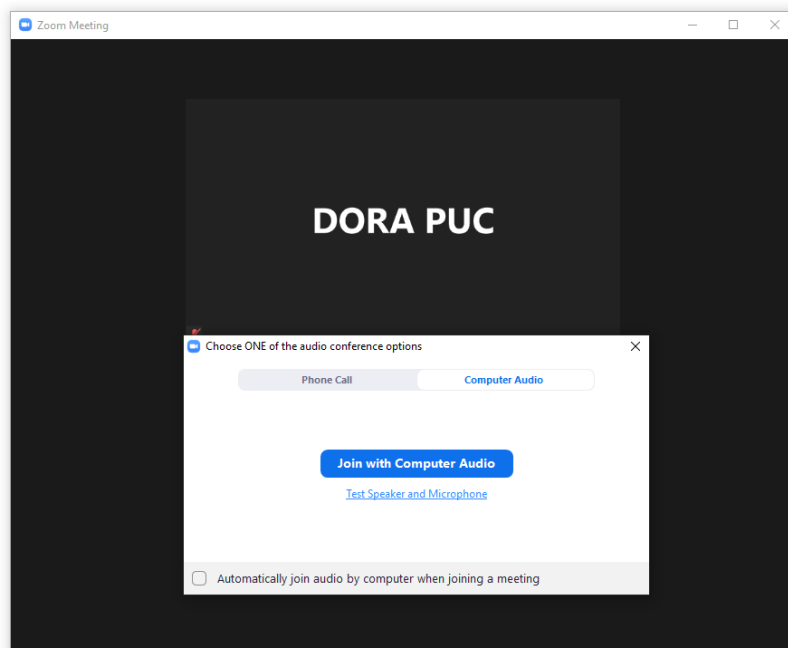 Zoom Meeting
DORA PUC
Choose ONE of the audio conference options
Phone Call
Computer Audio
Join with Computer Audio
Test Speaker and Microphone
Automatically join audio by computer when joining a meeting